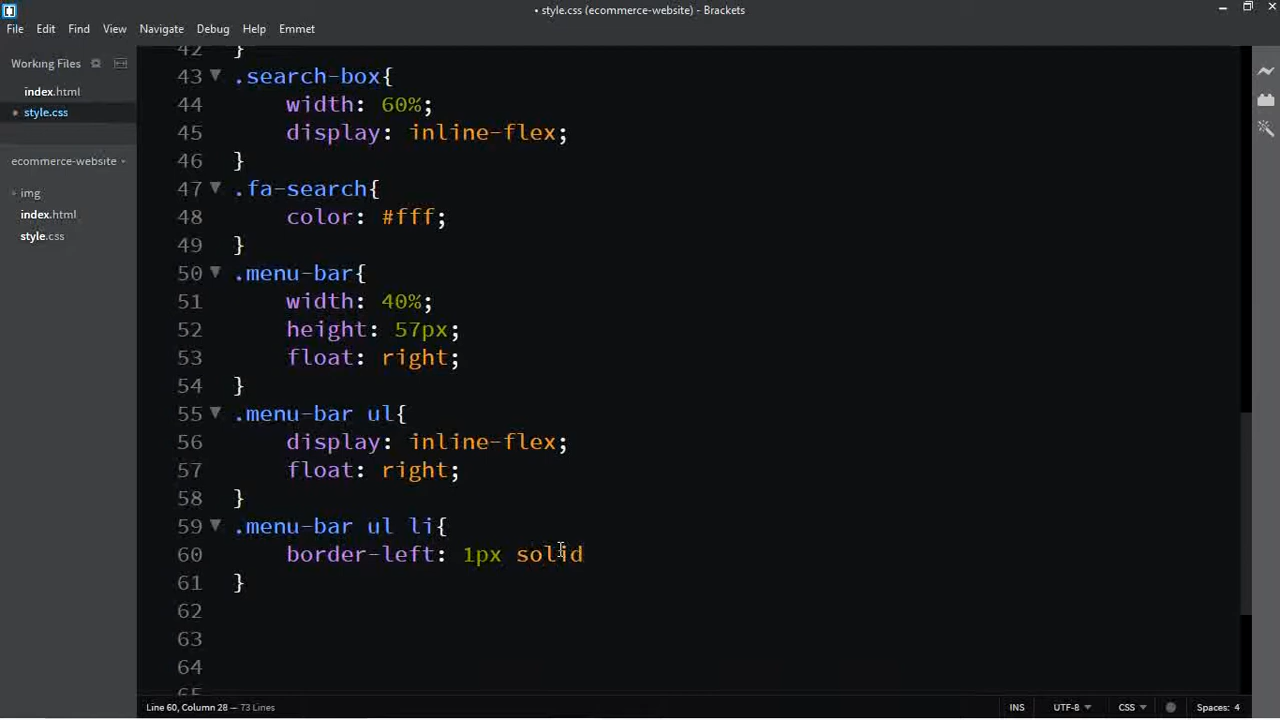 • style.css (ecommerce-website) - Brackets
File Edit Find View Navigate Debug Help Emmet
Working Files
index.html
style.css
ecommerce-website
img
index.html
style.css
42 }
43 .search-box{
44 width: 60%;
45 display: inline-flex;
46 }
47 .fa-search{
48 color: #fff;
49 }
50 .menu-bar{
51 width: 40%;
52 height: 57px;
53 float: right;
54 }
55 .menu-bar ul{
56 display: inline-flex;
57 float: right;
58 }
59 .menu-bar ul li{
60 border-left: 1px solid
61 }
62
63
64
65
Line 60, Column 28 — 73 Lines INS UTF-8 CSS Spaces: 4